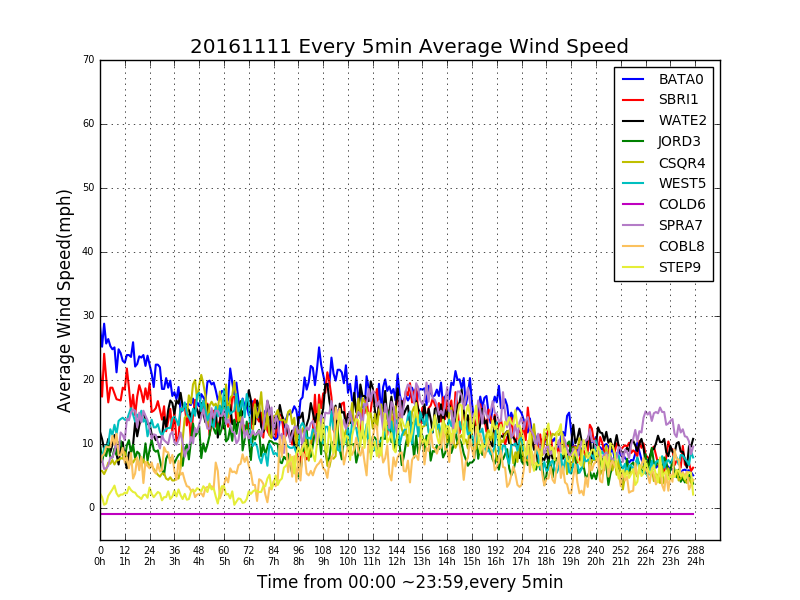 20161111 Every 5min Average Wind Speed
70
60
50
40
30
20
10
0
Average Wind Speed(mph)
BATA0
SBRI1
WATE2
JORD3
CSQR4
WEST5
COLD6
SPRA7
COBL8
STEP9
0 12 24 36 48 60 72 84 96 108 120 132 144 156 168 180 192 204 216 228 240 252 264 276 288
0h 1h 2h 3h 4h 5h 6h 7h 8h 9h 10h 11h 12h 13h 14h 15h 16h 17h 18h 19h 20h 21h 22h 23h 24h
Time from 00:00 ~23:59,every 5min